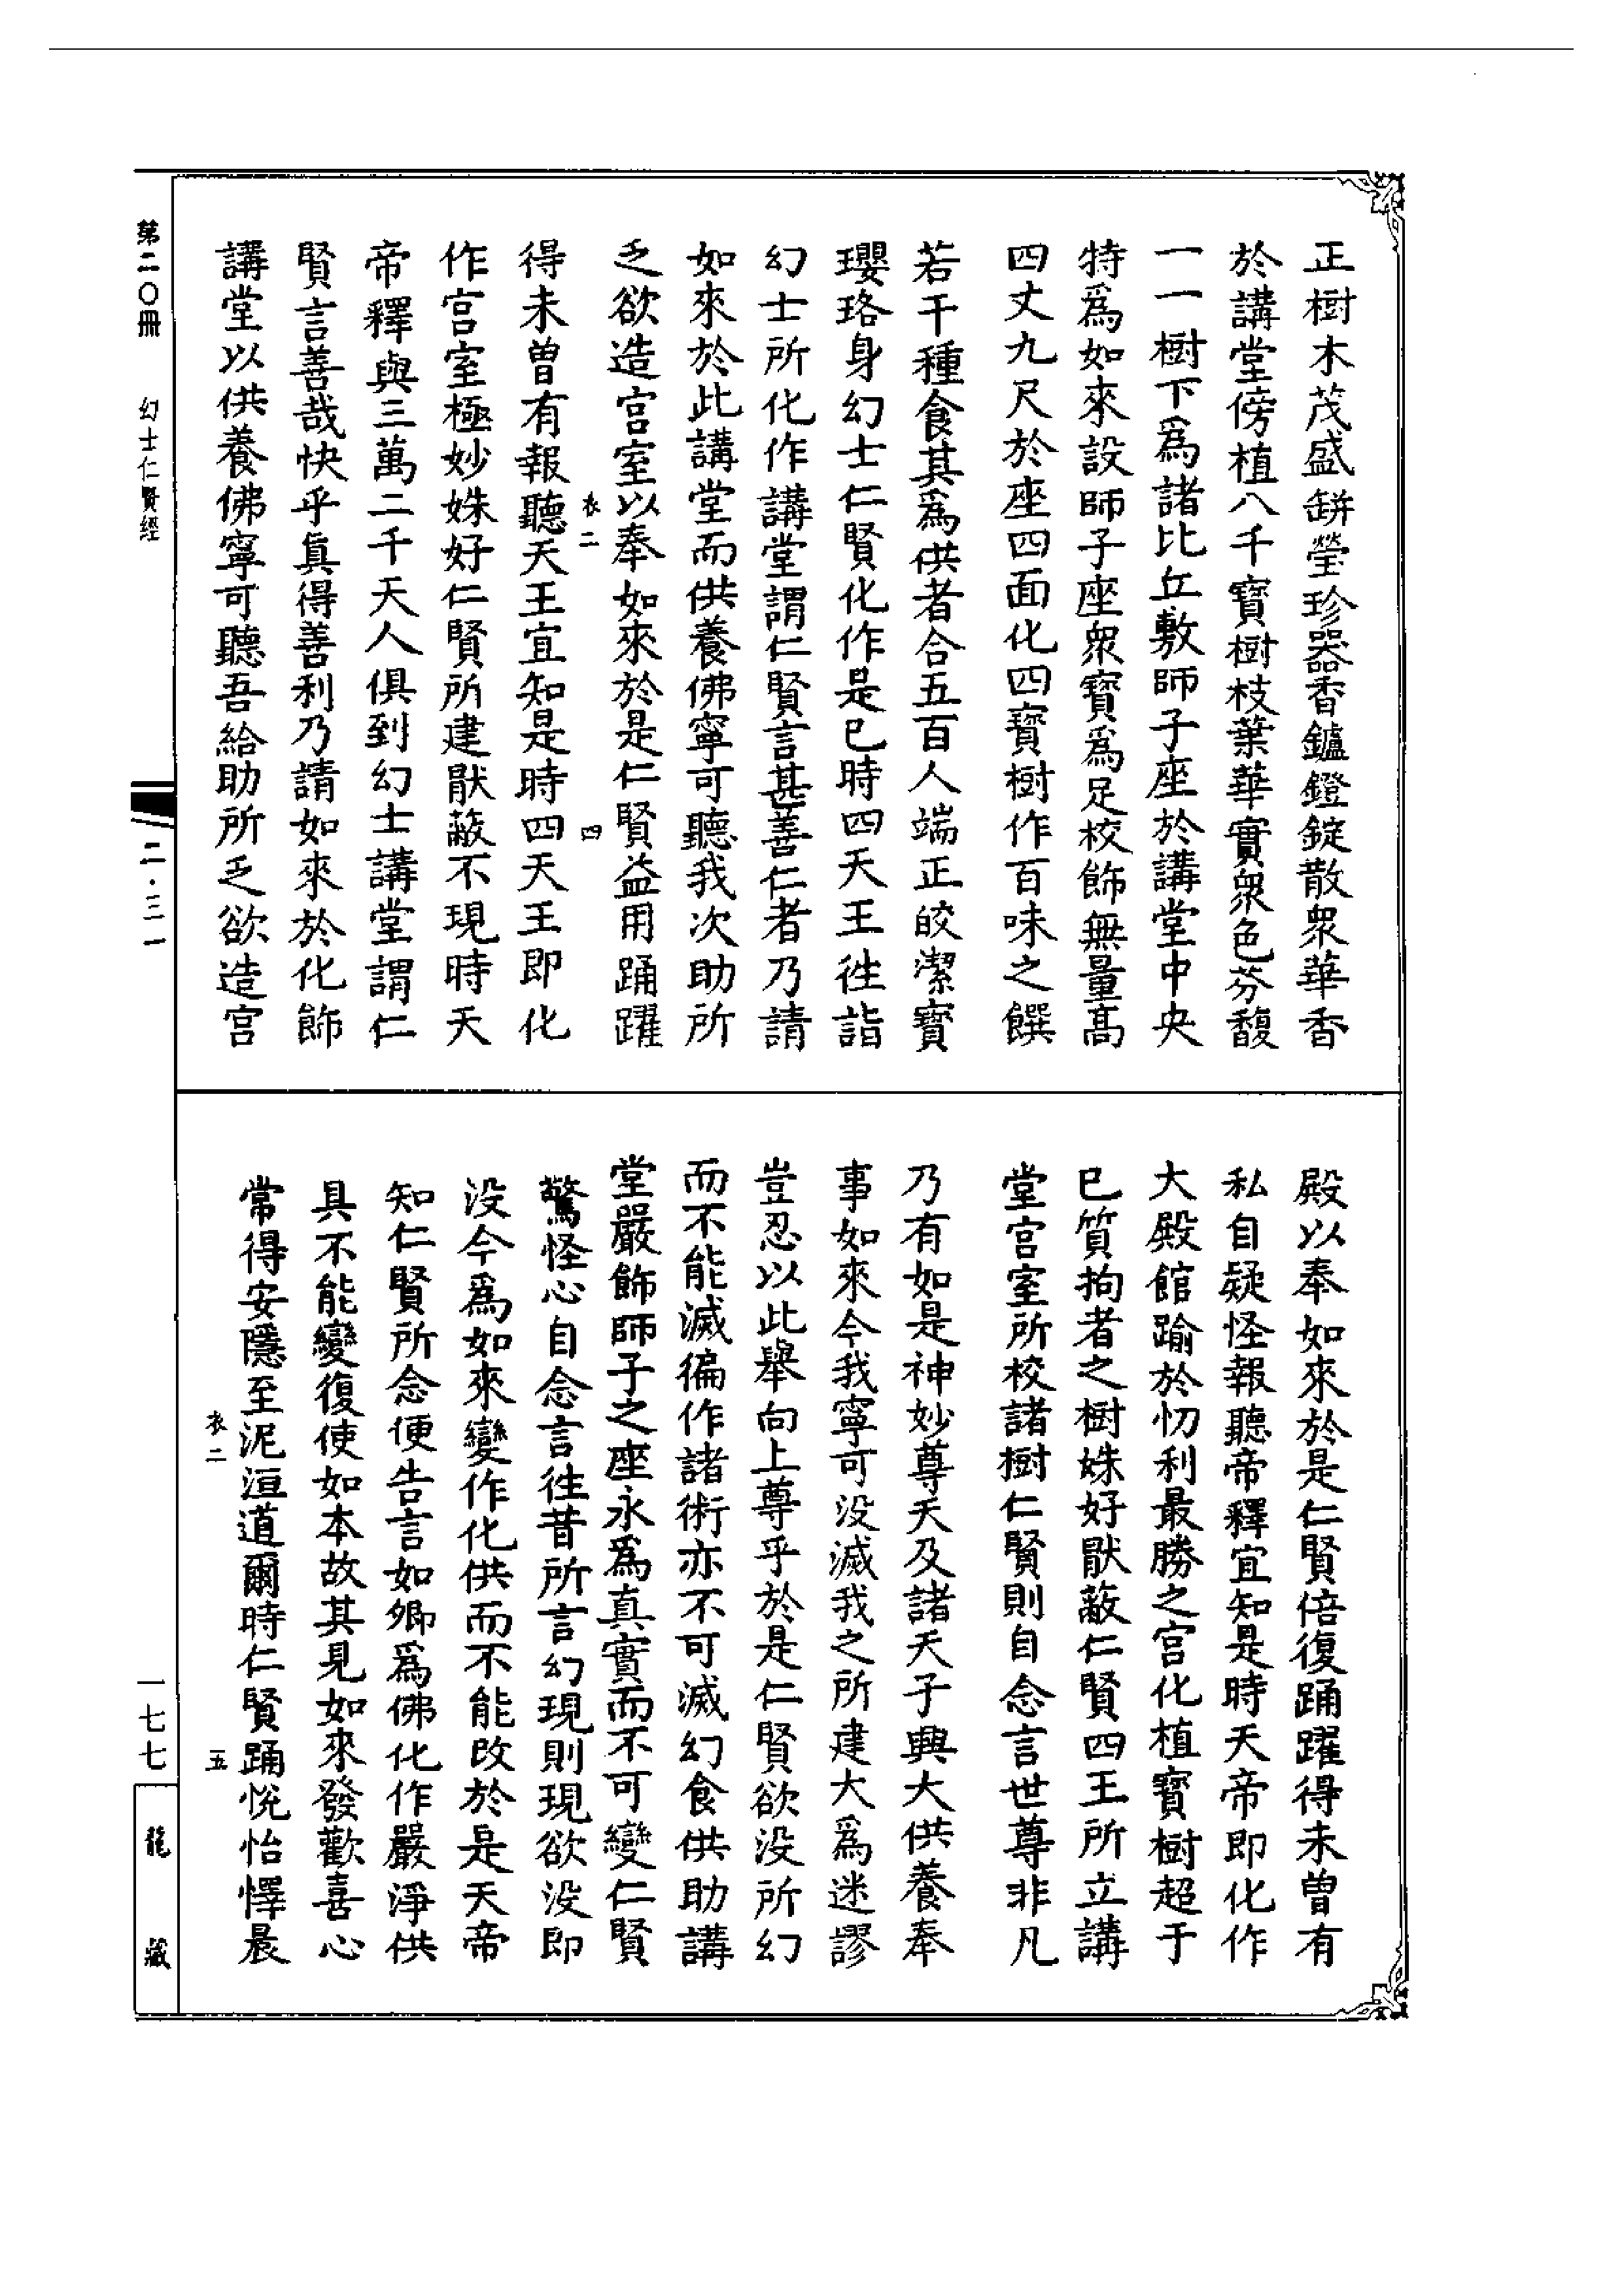 正樹木茂盛缾瑩珍器香鑪鐙錠散衆華香
於講堂傍植八千寶樹枝葉華實衆色芬馥
一一樹下爲諸比丘敷師子座於講堂中央
特爲如來設師子座衆寶爲足校飾無量高
四丈九尺於座四面化四寶樹作百味之饌
若干種食其爲供者合五百人端正皎潔寶
瓔珞身幻士仁賢化作是已時四天王徃詣
幻士所化作講堂謂仁賢言甚善仁者乃請
如來於此講堂而供養佛寧可聽我次助所
乏欲造宮室以奉如來於是仁賢益用踊躍
衣二
四
得未曾有報聽天王宜知是時四天王即化
作宮室極妙姝好仁賢所建猒蔽不現時天
帝釋與三萬二千天人俱到幻士講堂謂仁
賢言善哉快乎眞得善利乃請如來於化飾
講堂以供養佛寧可聽吾給助所乏欲造宮
殿以奉如來於是仁賢倍復踊躍得未曾有
私自疑怪報聽帝釋宜知是時天帝即化作
大殿館踰於忉利最勝之宮化植寶樹超于
巳質拘耆之樹姝好猒蔽仁賢四王所立講
堂宮室所校諸樹仁賢則自念言世尊非凡
乃有如是神妙尊天及諸天子興大供養奉
事如來今我寧可没滅我之所建大爲迷謬
豈忍以此舉向上尊乎於是仁賢欲没所幻
而不能滅徧作諸術亦不可滅幻食供助講
堂嚴飾師子之座永爲真實而不可變仁賢
驚怪心自念言徃昔所言幻現則現欲没即
没今爲如來變作化供而不能改於是天帝
知仁賢所念便告言如卿爲佛化作嚴淨供
具不能變復使如本故其見如來發歡喜心
常得安隱至泥洹道爾時仁賢踊悅怡懌晨
衣二
五
第二〇冊
幻士仁賢經
二·三一
一七七
龍藏